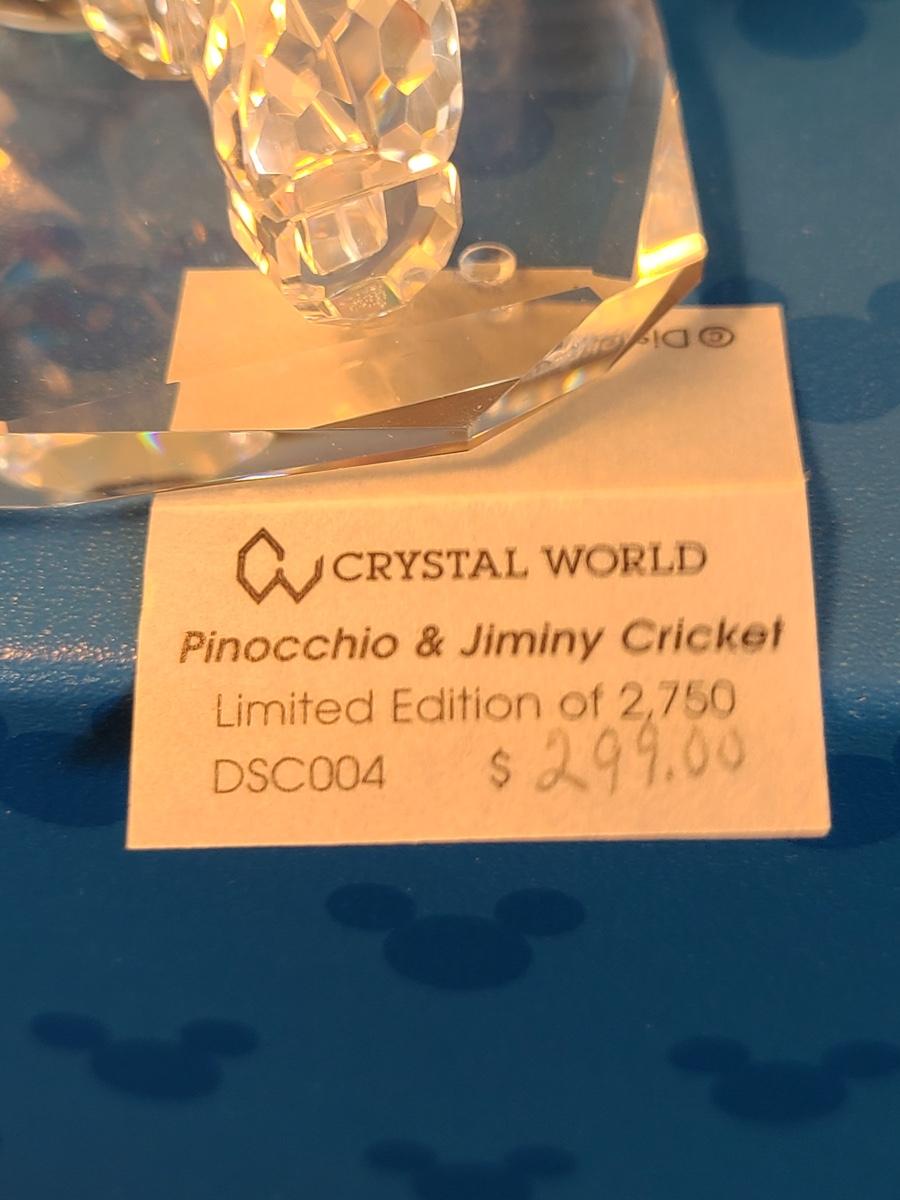 ©
CRYSTAL WORLD
Pinocchio & Jiminy Cricket
Limited Edition of 2,750
DSC004 $ 299.00